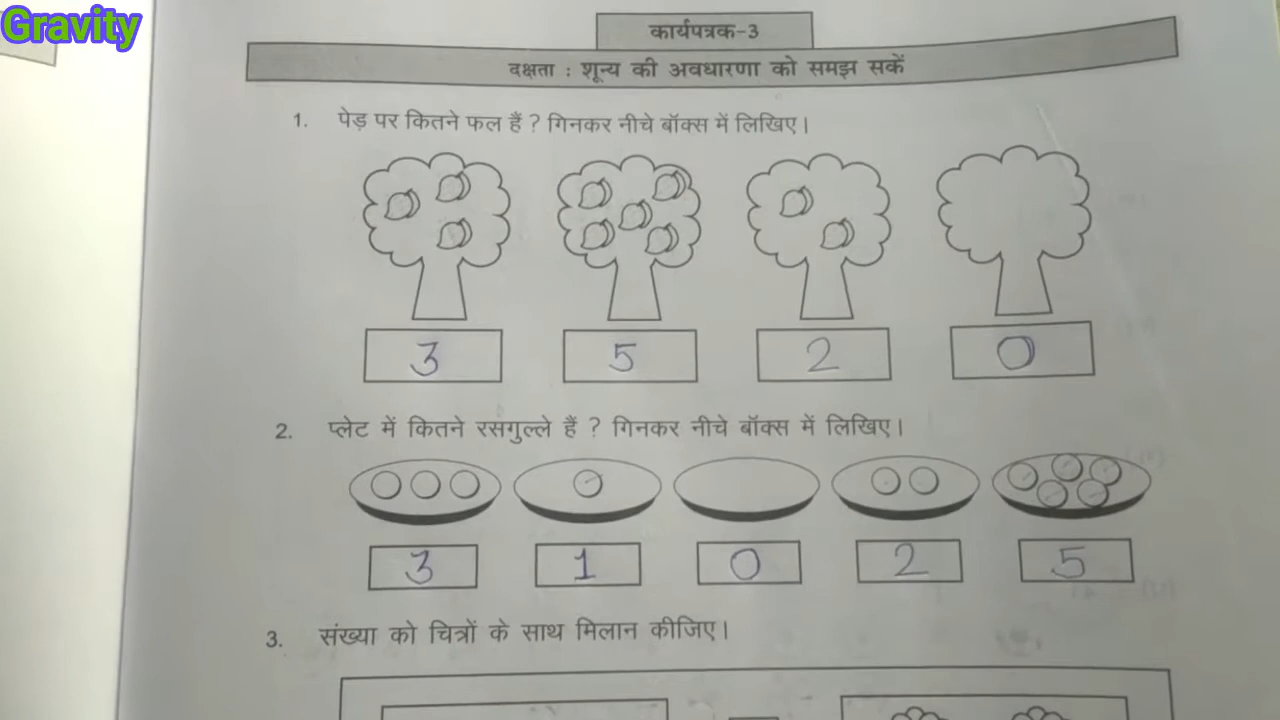 Gravity
कार्यपत्रक-3
दक्षता : शून्य की अवधारणा को समझ सकें
1. पेड़ पर कितने फल हैं ? गिनकर नीचे बॉक्स में लिखिए।
3 5 2 0
2. प्लेट में कितने रसगुल्ले हैं ? गिनकर नीचे बॉक्स में लिखिए।
3 1 0 2 5
3. संख्या को चित्रों के साथ मिलान कीजिए।